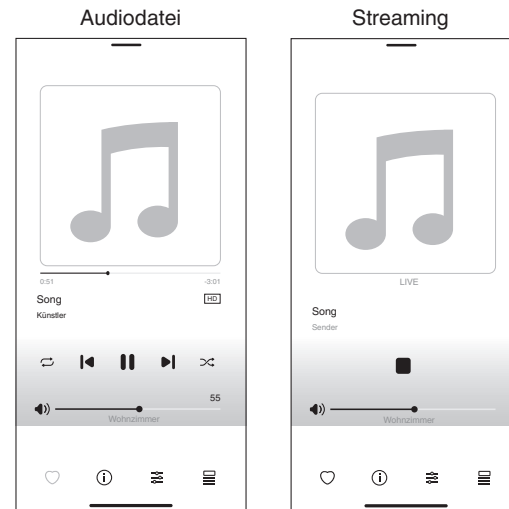 Audiodatei
0:51 -3:01
Song HD
Künstler
55
Wohnzimmer
Streaming
LIVE
Song
Sender
Wohnzimmer